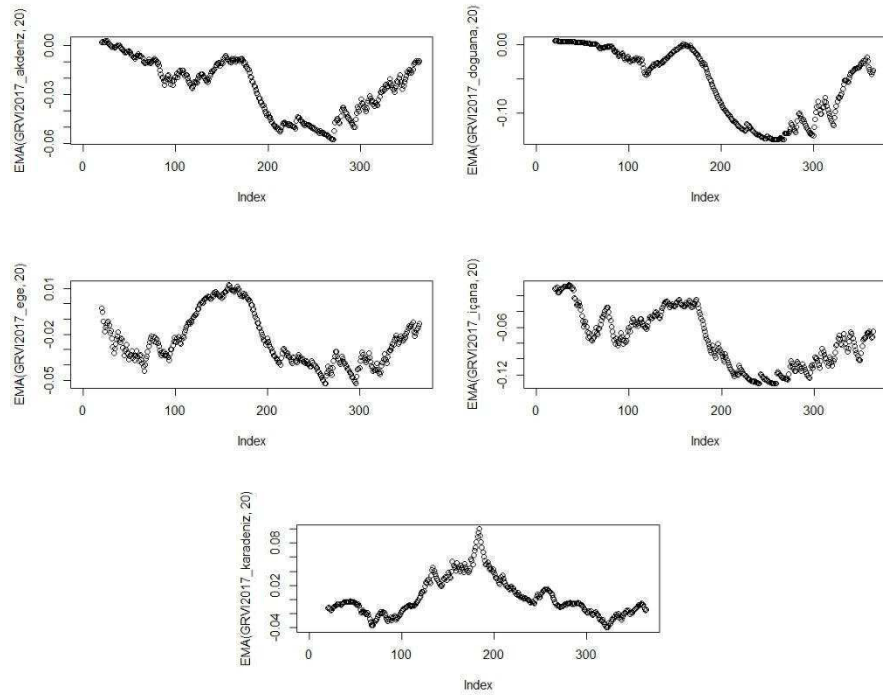 EMA(GRVI2017_akdeniz, 20)
0.00
-0.03
-0.06
0 100 200 300
Index
EMA(GRVI2017_doguana, 20)
0.00
-0.10
0 100 200 300
Index
EMA(GRVI2017_ege, 20)
0.01
-0.02
-0.05
0 100 200 300
Index
EMA(GRVI2017_içana, 20)
-0.06
-0.12
0 100 200 300
Index
EMA(GRVI2017_karadeniz, 20)
0.08
0.02
-0.04
0 100 200 300
Index